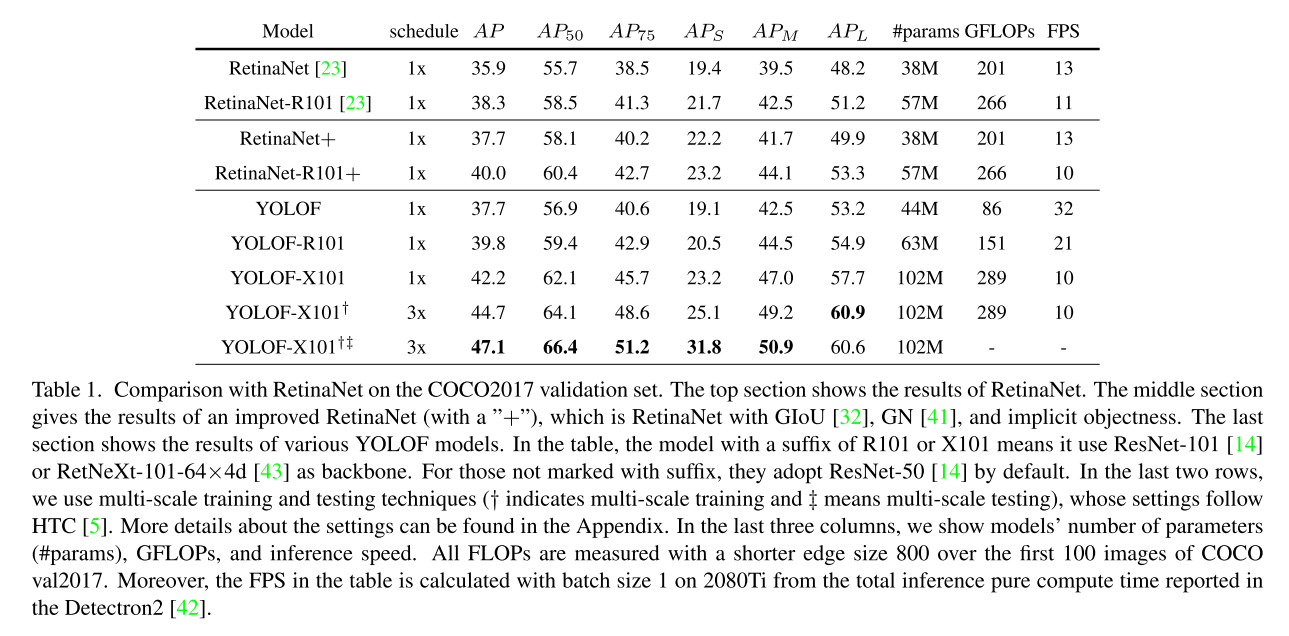 Model schedule AP AP50 AP75 APS APM APL #params GFLOPs FPS
RetinaNet [23] 1x 35.9 55.7 38.5 19.4 39.5 48.2 38M 201 13
RetinaNet-R101 [23] 1x 38.3 58.5 41.3 21.7 42.5 51.2 57M 266 11
RetinaNet+ 1x 37.7 58.1 40.2 22.2 41.7 49.9 38M 201 13
RetinaNet-R101+ 1x 40.0 60.4 42.7 23.2 44.1 53.3 57M 266 10
YOLOF 1x 37.7 56.9 40.6 19.1 42.5 53.2 44M 86 32
YOLOF-R101 1x 39.8 59.4 42.9 20.5 44.5 54.9 63M 151 21
YOLOF-X101 1x 42.2 62.1 45.7 23.2 47.0 57.7 102M 289 10
YOLOF-X101† 3x 44.7 64.1 48.6 25.1 49.2 60.9 102M 289 10
YOLOF-X101†‡ 3x 47.1 66.4 51.2 31.8 50.9 60.6 102M - -
Table 1. Comparison with RetinaNet on the COCO2017 validation set. The top section shows the results of RetinaNet. The middle section
gives the results of an improved RetinaNet (with a ”+”), which is RetinaNet with GIoU [32], GN [41], and implicit objectness. The last
section shows the results of various YOLOF models. In the table, the model with a suffix of R101 or X101 means it use ResNet-101 [14]
or RetNeXt-101-64×4d [43] as backbone. For those not marked with suffix, they adopt ResNet-50 [14] by default. In the last two rows,
we use multi-scale training and testing techniques († indicates multi-scale training and ‡ means multi-scale testing), whose settings follow
HTC [5]. More details about the settings can be found in the Appendix. In the last three columns, we show models’ number of parameters
(#params), GFLOPs, and inference speed. All FLOPs are measured with a shorter edge size 800 over the first 100 images of COCO
val2017. Moreover, the FPS in the table is calculated with batch size 1 on 2080Ti from the total inference pure compute time reported in
the Detectron2 [42].